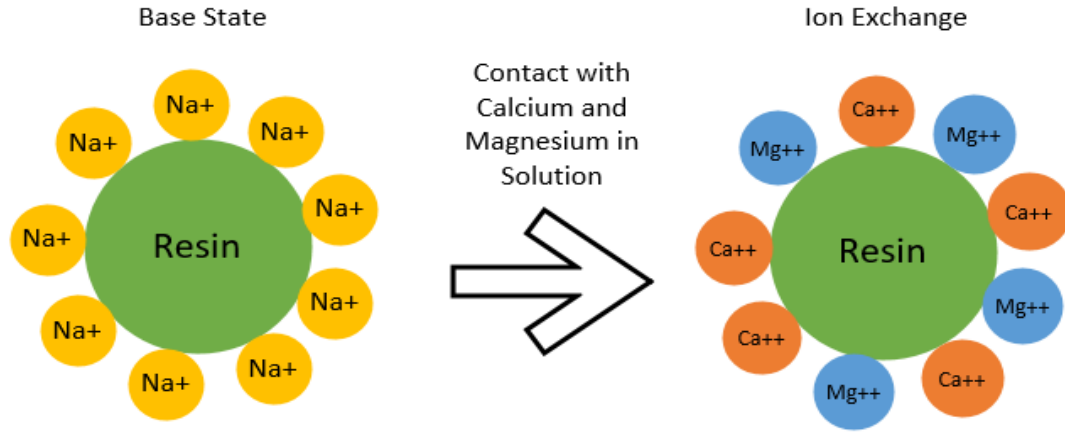 Base State
Na+
Na+
Na+
Na+
Na+
Resin
Na+
Na+
Na+
Na+
Contact with
Calcium and
Magnesium in
Solution
Ion Exchange
Ca++
Mg++
Mg++
Ca++
Ca++
Resin
Mg++
Ca++
Ca++
Mg++